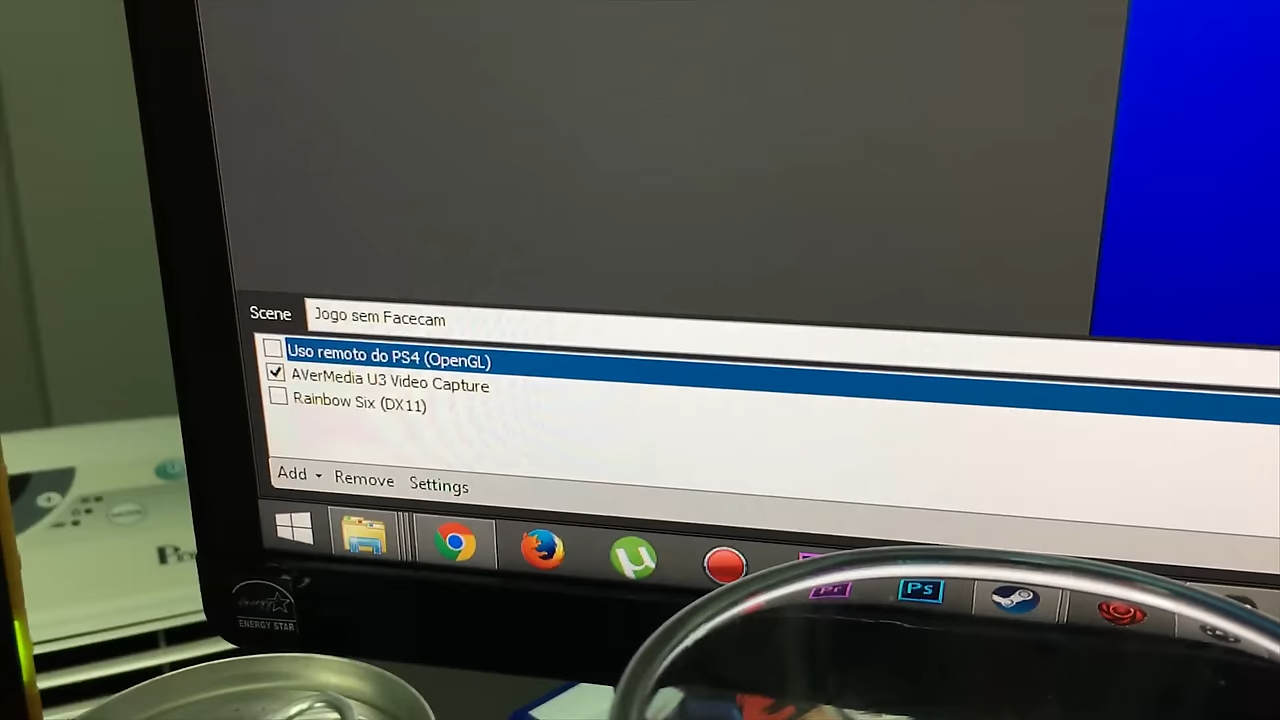 Scene Jogo sem Facecam
Uso remoto do PS4 (OpenGL)
AVerMedia U3 Video Capture
Rainbow Six (DX11)
Add Remove Settings
Pr Ps
ENERGY STAR